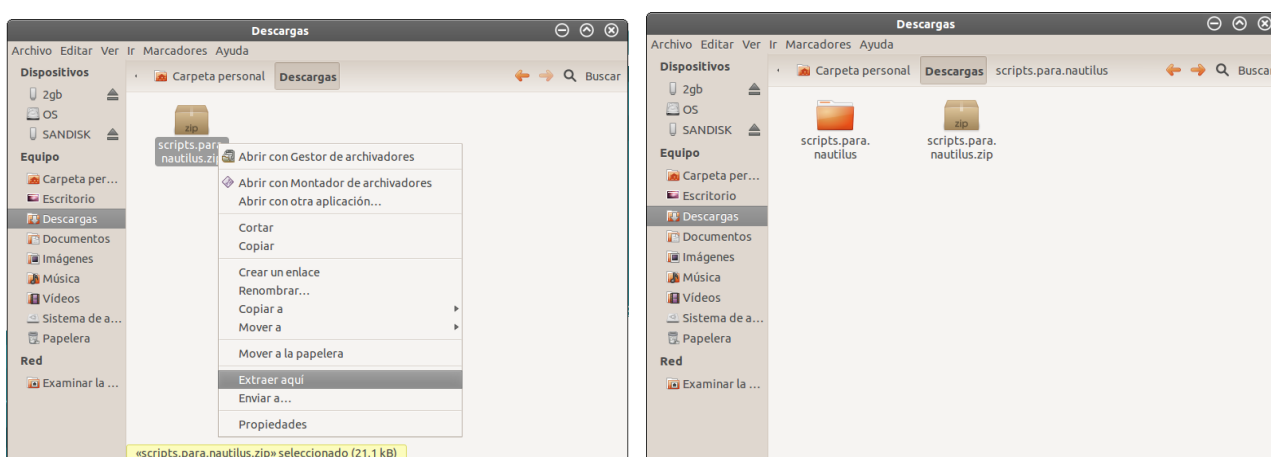 Descargas
Archivo Editar Ver Ir Marcadores Ayuda
Dispositivos
2gb
OS
SANDISK
Equipo
Carpeta per...
Escritorio
Descargas
Documentos
Imágenes
Música
Vídeos
Sistema de a...
Papelera
Red
Examinar la ...
Carpeta personal Descargas Buscar
zip
scripts.para.
nautilus.zip
Abrir con Gestor de archivadores
Abrir con Montador de archivadores
Abrir con otra aplicación...
Cortar
Copiar
Crear un enlace
Renombrar...
Copiar a
Mover a
Mover a la papelera
Extraer aquí
Enviar a...
Propiedades
«scripts.para.nautilus.zip» seleccionado (21,1 kB)
Descargas
Archivo Editar Ver Ir Marcadores Ayuda
Dispositivos
2gb
OS
SANDISK
Equipo
Carpeta per...
Escritorio
Descargas
Documentos
Imágenes
Música
Vídeos
Sistema de a...
Papelera
Red
Examinar la ...
Carpeta personal Descargas scripts.para.nautilus Buscar
scripts.para.
nautilus
zip
scripts.para.
nautilus.zip